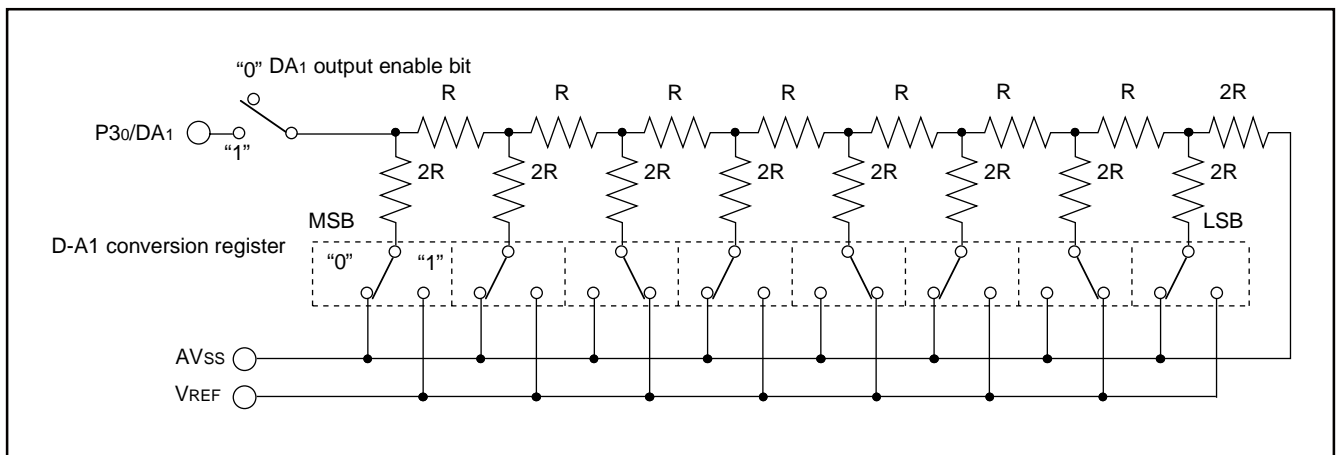 “0” DA1 output enable bit
R R R R R R R 2R
P30/DA1
“1”
2R 2R 2R 2R 2R 2R 2R 2R
MSB LSB
D-A1 conversion register
“0” “1”
AVSS
VREF